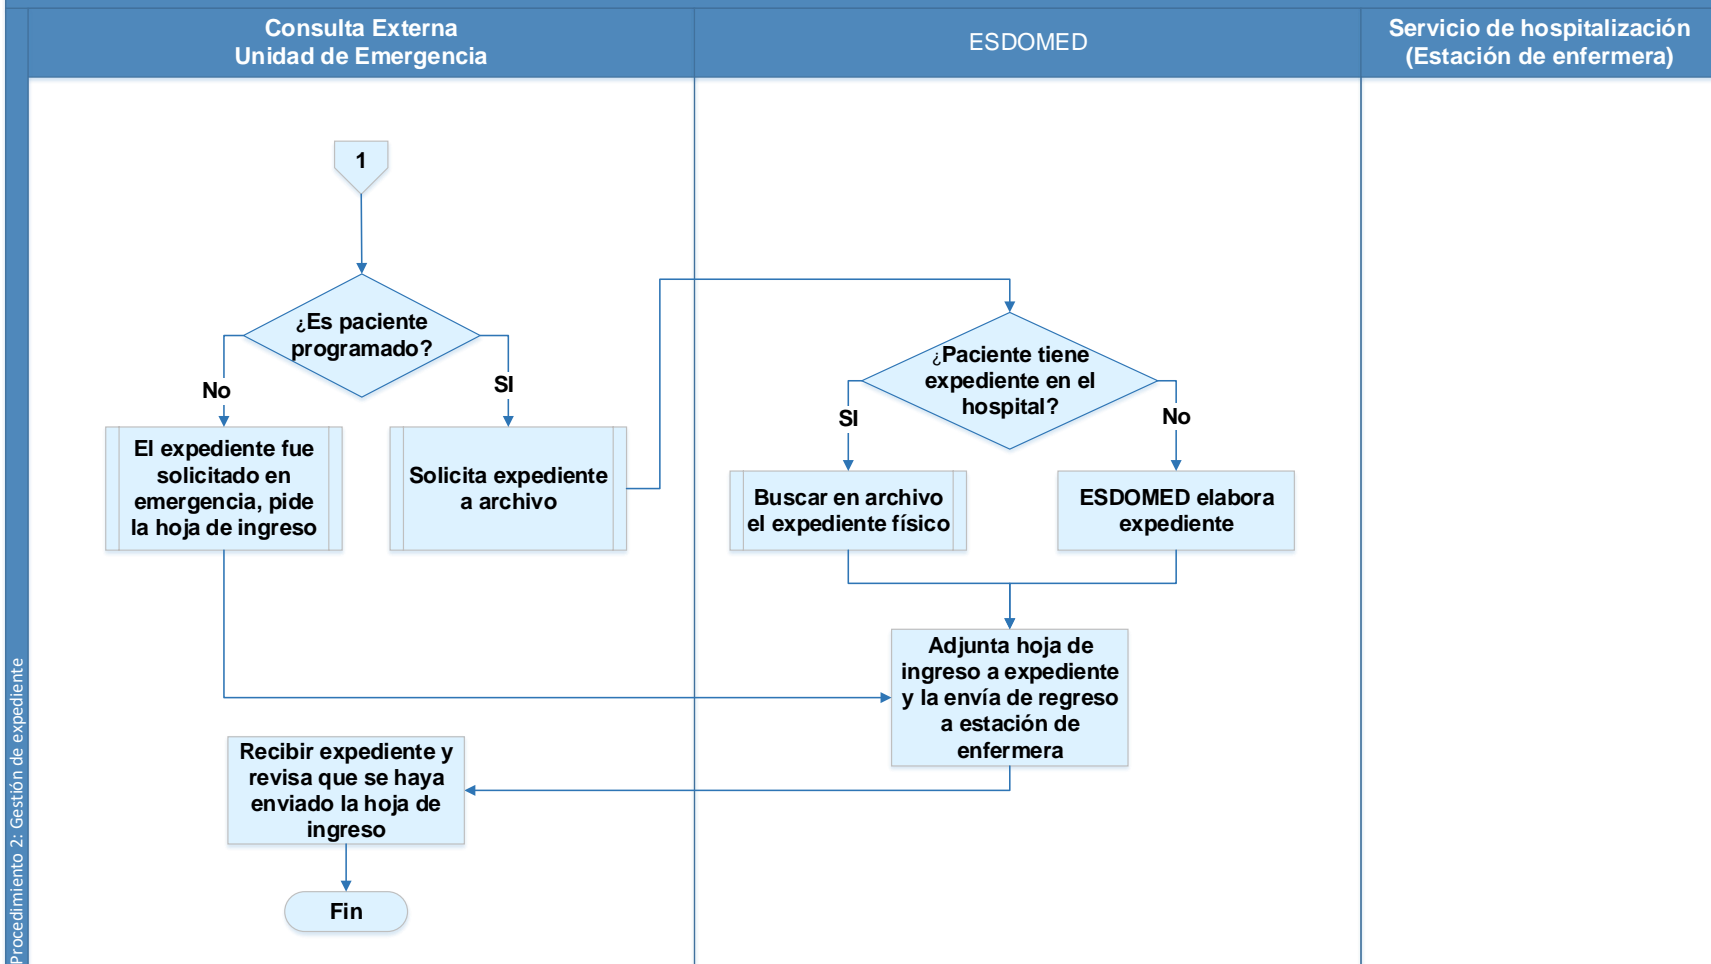 Consulta Externa
Unidad de Emergencia
ESDOMED
Servicio de hospitalización
(Estación de enfermera)
Procedimiento 2: Gestión de expediente
1
¿Es paciente
programado?
No
SI
El expediente fue
solicitado en
emergencia, pide
la hoja de ingreso
Solicita expediente
a archivo
¿Paciente tiene
expediente en el
hospital?
SI
No
Buscar en archivo
el expediente físico
ESDOMED elabora
expediente
Adjunta hoja de
ingreso a expediente
y la envía de regreso
a estación de
enfermera
Recibir expediente y
revisa que se haya
enviado la hoja de
ingreso
Fin